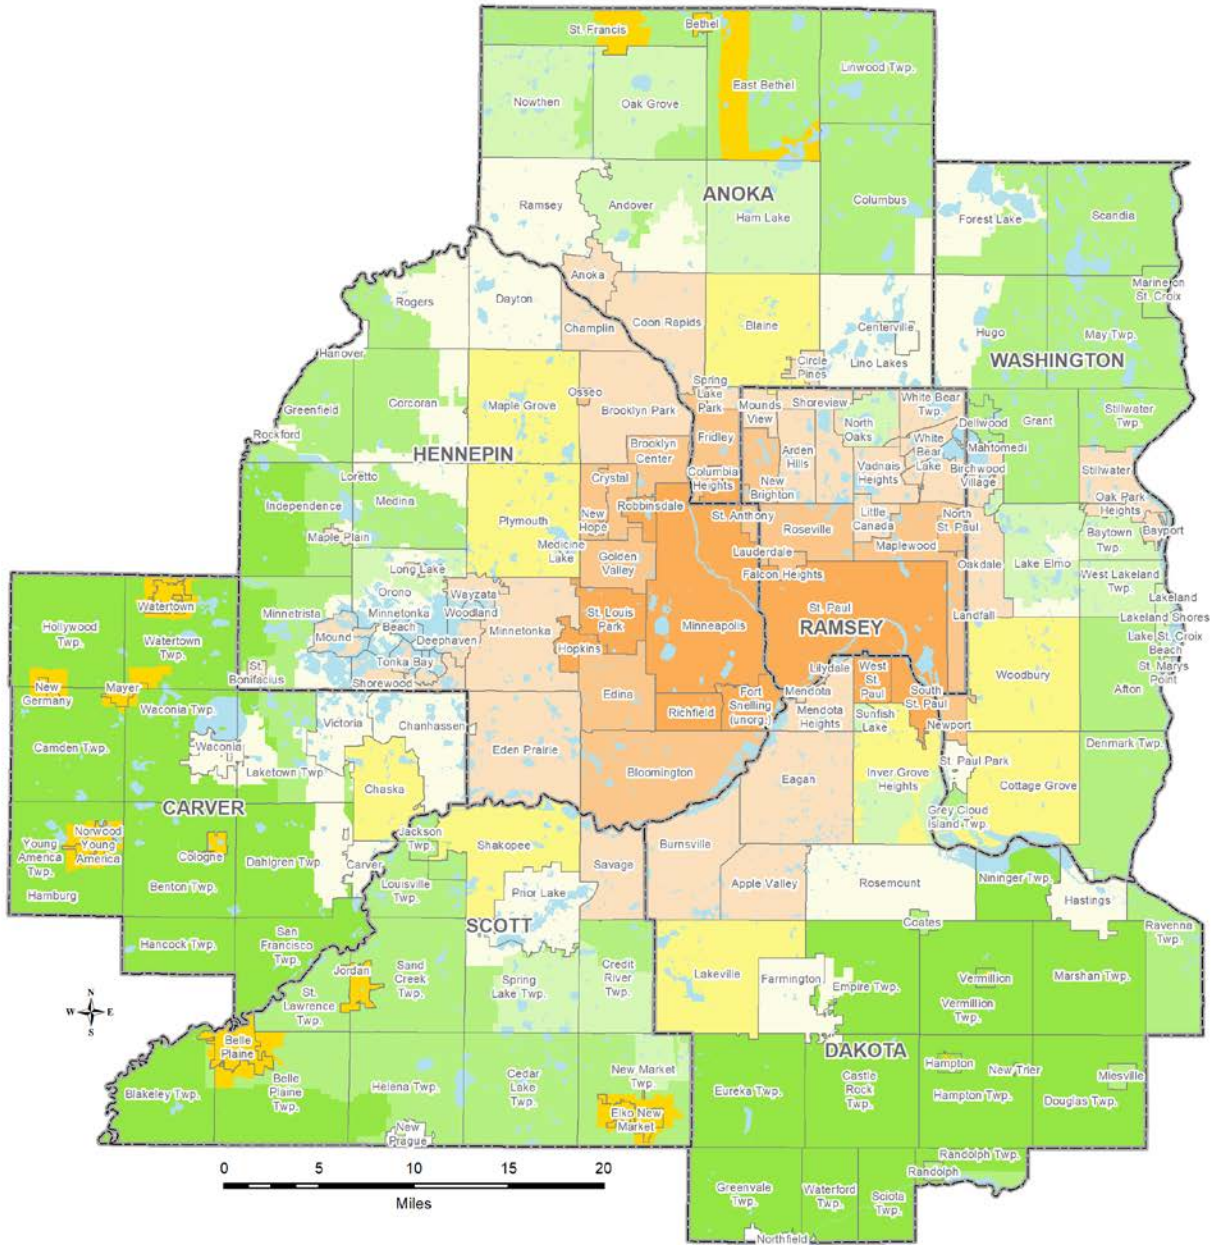 St. Francis
Bethel
Linwood Twp.
East Bethel
Nowthen
Oak Grove
ANOKA
Ramsey
Andover
Ham Lake
Columbus
Forest Lake
Scandia
Anoka
Rogers
Dayton
Marine on
St. Croix
Champlin
Coon Rapids
Blaine
Centerville
Hugo
May Twp.
Hanover
Circle
Pines
Lino Lakes
WASHINGTON
Greenfield
Corcoran
Maple Grove
Osseo
Brooklyn Park
Spring
Lake
Park
Mounds
View
Shoreview
White Bear
Twp.
North
Oaks
Dellwood
Grant
Stillwater
Twp.
Rockford
HENNEPIN
Brooklyn
Center
Fridley
Arden
Hills
White
Bear
Lake
Mahtomedi
Loretto
Crystal
Columbia
Heights
New
Brighton
Vadnais
Heights
Birchwood
Village
Stillwater
Independence
Medina
Plymouth
New
Hope
Robbinsdale
St. Anthony
Roseville
Little
Canada
North
St. Paul
Oak Park
Heights
Baytown
Twp.
Bayport
Maple Plain
Medicine
Lake
Golden
Valley
Lauderdale
Maplewood
Oakdale
Lake Elmo
Long Lake
Falcon Heights
West Lakeland
Twp.
Watertown
Orono
Wayzata
Minnetonka
Beach
Woodland
Minnetrista
St. Louis
Park
Minneapolis
St. Paul
RAMSEY
Landfall
Lakeland
Lakeland Shores
Lake St. Croix
Beach
St. Marys
Point
Hollywood
Twp.
Watertown
Twp.
Mound
Deephaven
Minnetonka
Tonka Bay
Hopkins
Lilydale
West
St.
Paul
Woodbury
St.
Bonifacius
Shorewood
Edina
Richfield
Fort
Snelling
(unorg.)
Mendota
Mendota
Heights
Sunfish
Lake
South
St. Paul
Newport
Afton
New
Germany
Mayer
Waconia Twp.
Victoria
Chanhassen
Camden Twp.
Waconia
Laketown Twp.
Eden Prairie
Bloomington
Eagan
Inver Grove
Heights
St. Paul Park
Denmark Twp.
Cottage Grove
CARVER
Chaska
Grey Cloud
Island Twp.
Young
America
Twp.
Norwood
Young
America
Cologne
Dahlgren Twp.
Jackson
Twp.
Carver
Shakopee
Savage
Burnsville
Hamburg
Benton Twp.
Louisville
Twp.
Prior Lake
Apple Valley
Rosemount
Nininger Twp.
Hastings
SCOTT
Coates
Ravenna
Twp.
Hancock Twp.
San
Francisco
Twp.
Jordan
Sand
Creek
Twp.
Spring
Lake Twp.
Credit
River
Twp.
Lakeville
Farmington
Empire Twp.
Vermillion
Vermillion
Twp.
Marshan Twp.
St.
Lawrence
Twp.
N
W E
S
Belle
Plaine
DAKOTA
Blakeley Twp.
Belle
Plaine
Twp.
Helena Twp.
Cedar
Lake
Twp.
New Market
Twp.
Elko New
Market
Eureka Twp.
Castle
Rock
Twp.
Hampton
New Trier
Hampton Twp.
Miesville
Douglas Twp.
New
Prague
Randolph Twp.
Randolph
Greenvale
Twp.
Waterford
Twp.
Sciota
Twp.
Northfield
0 5 10 15 20
Miles